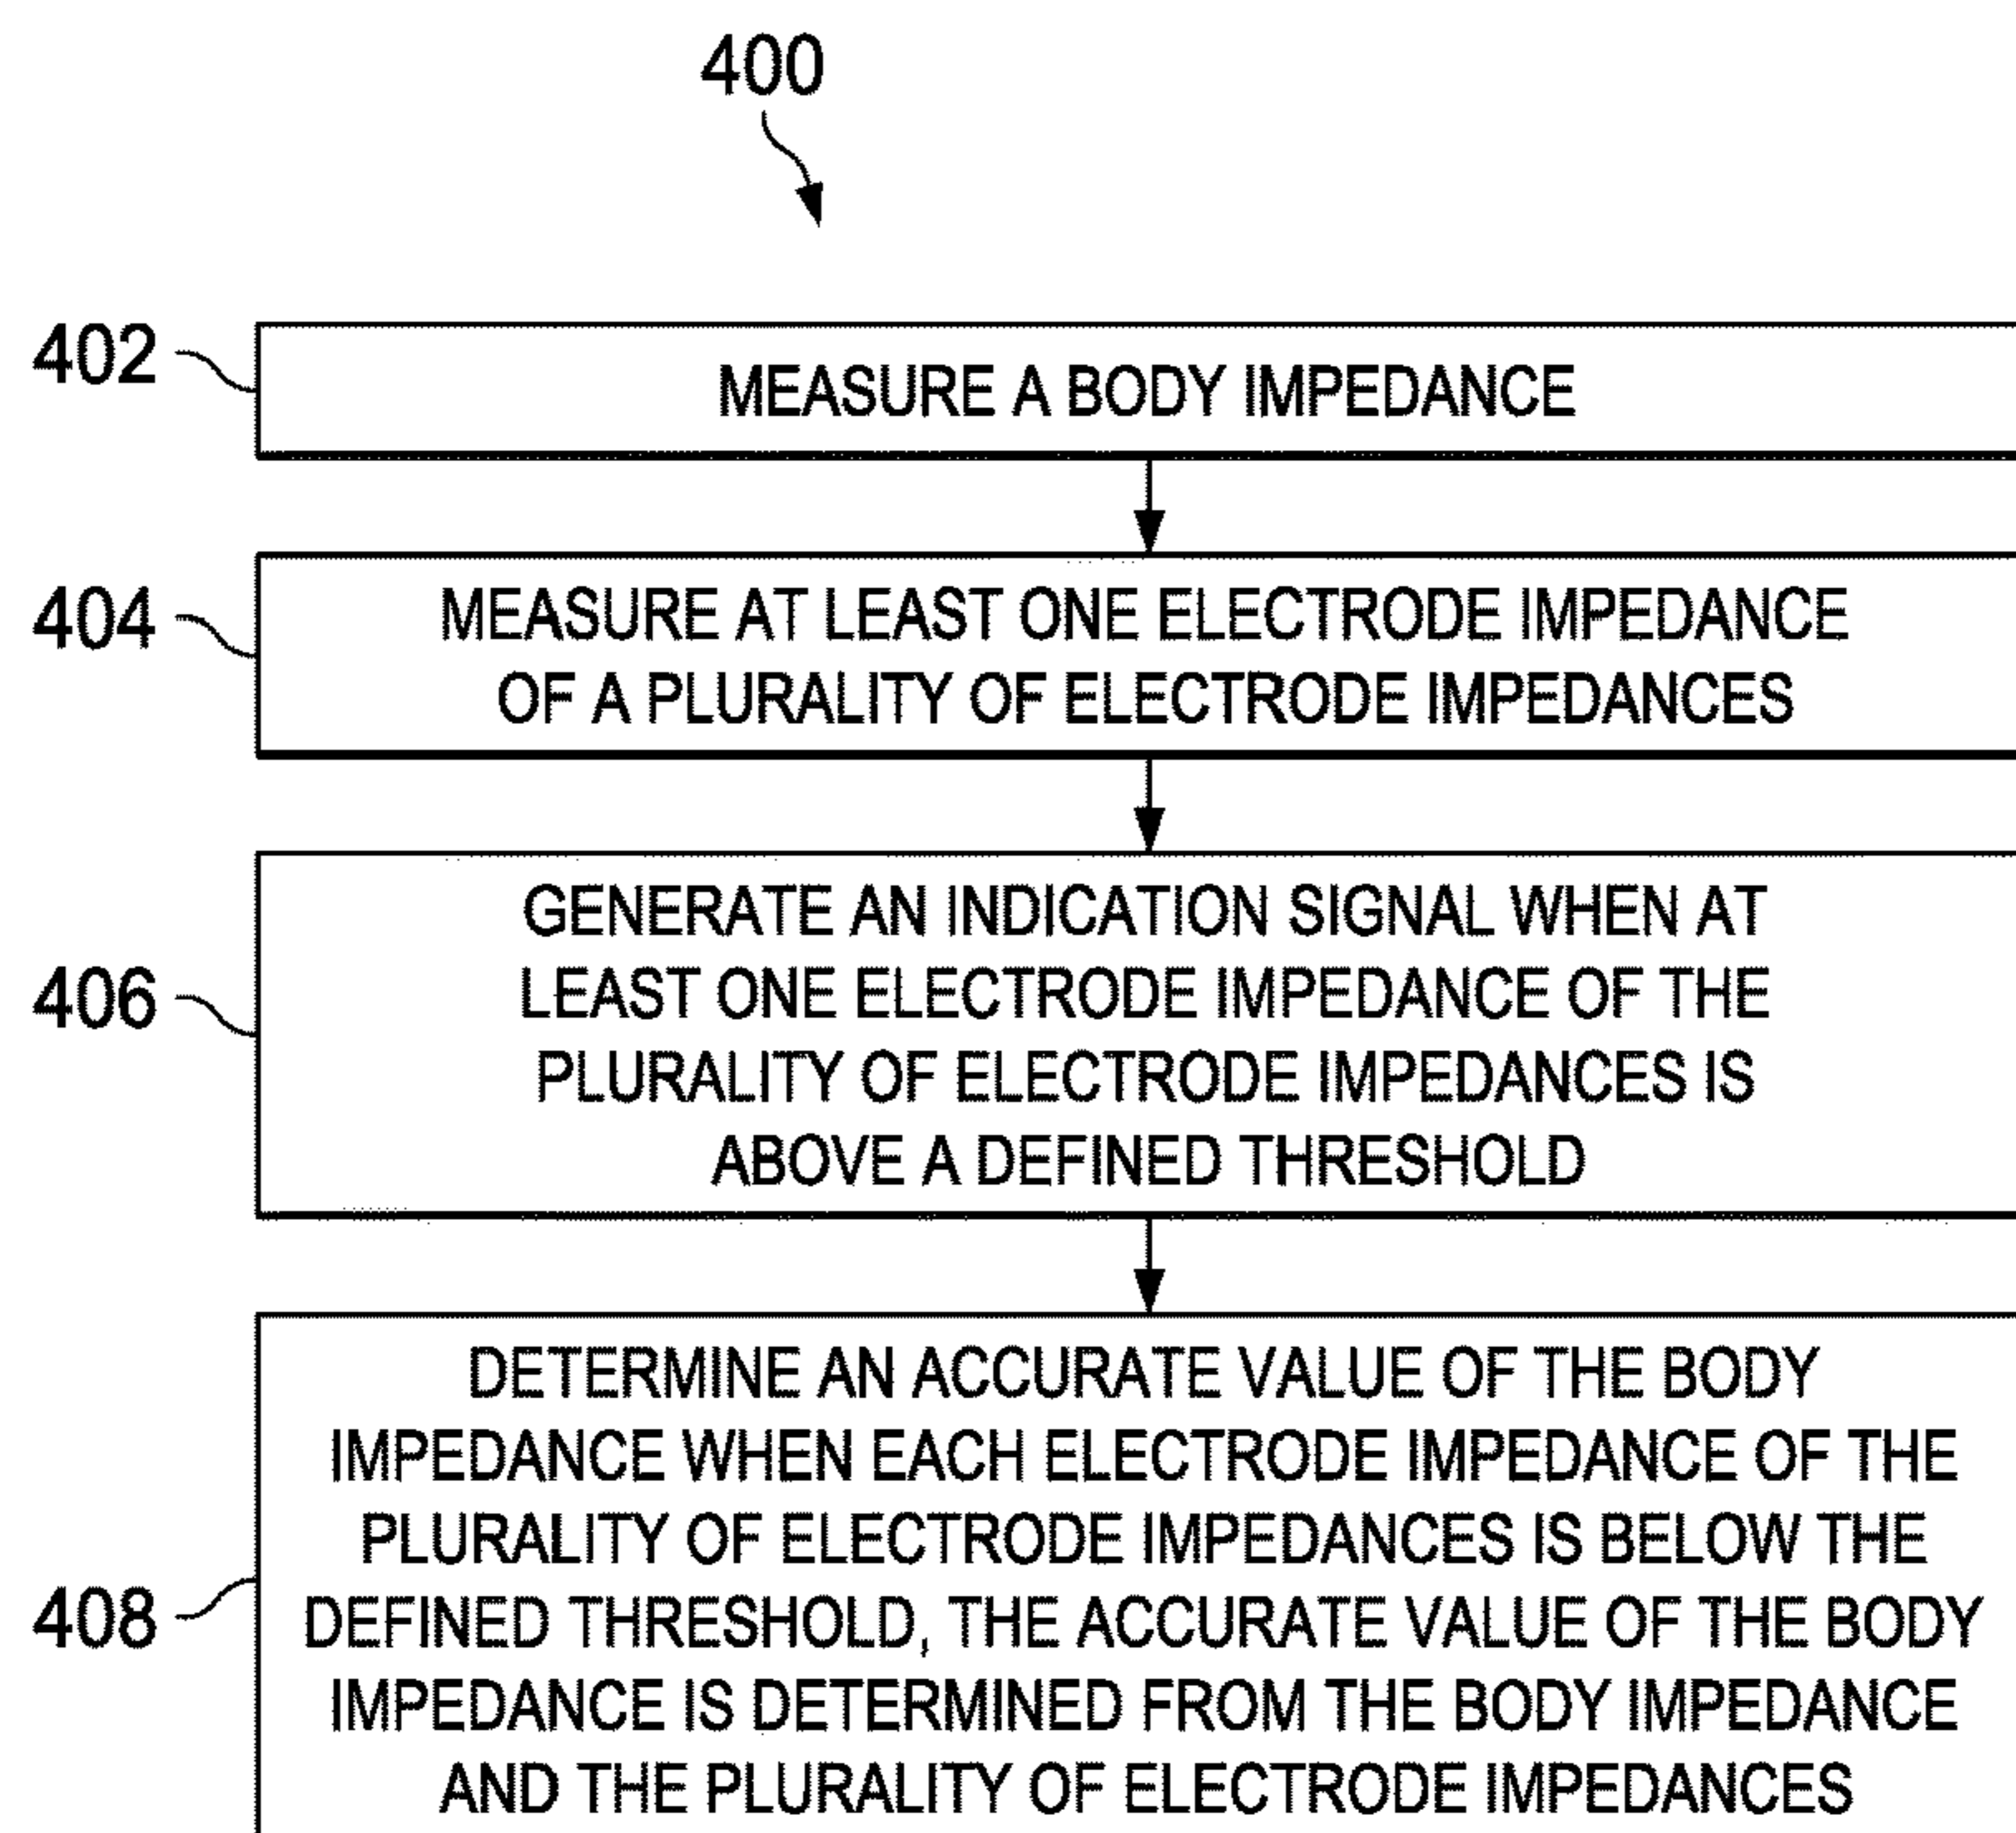 400
402
MEASURE A BODY IMPEDANCE
404
MEASURE AT LEAST ONE ELECTRODE IMPEDANCE
OF A PLURALITY OF ELECTRODE IMPEDANCES
406
GENERATE AN INDICATION SIGNAL WHEN AT
LEAST ONE ELECTRODE IMPEDANCE OF THE
PLURALITY OF ELECTRODE IMPEDANCES IS
ABOVE A DEFINED THRESHOLD
408
DETERMINE AN ACCURATE VALUE OF THE BODY
IMPEDANCE WHEN EACH ELECTRODE IMPEDANCE OF THE
PLURALITY OF ELECTRODE IMPEDANCES IS BELOW THE
DEFINED THRESHOLD, THE ACCURATE VALUE OF THE BODY
IMPEDANCE IS DETERMINED FROM THE BODY IMPEDANCE
AND THE PLURALITY OF ELECTRODE IMPEDANCES